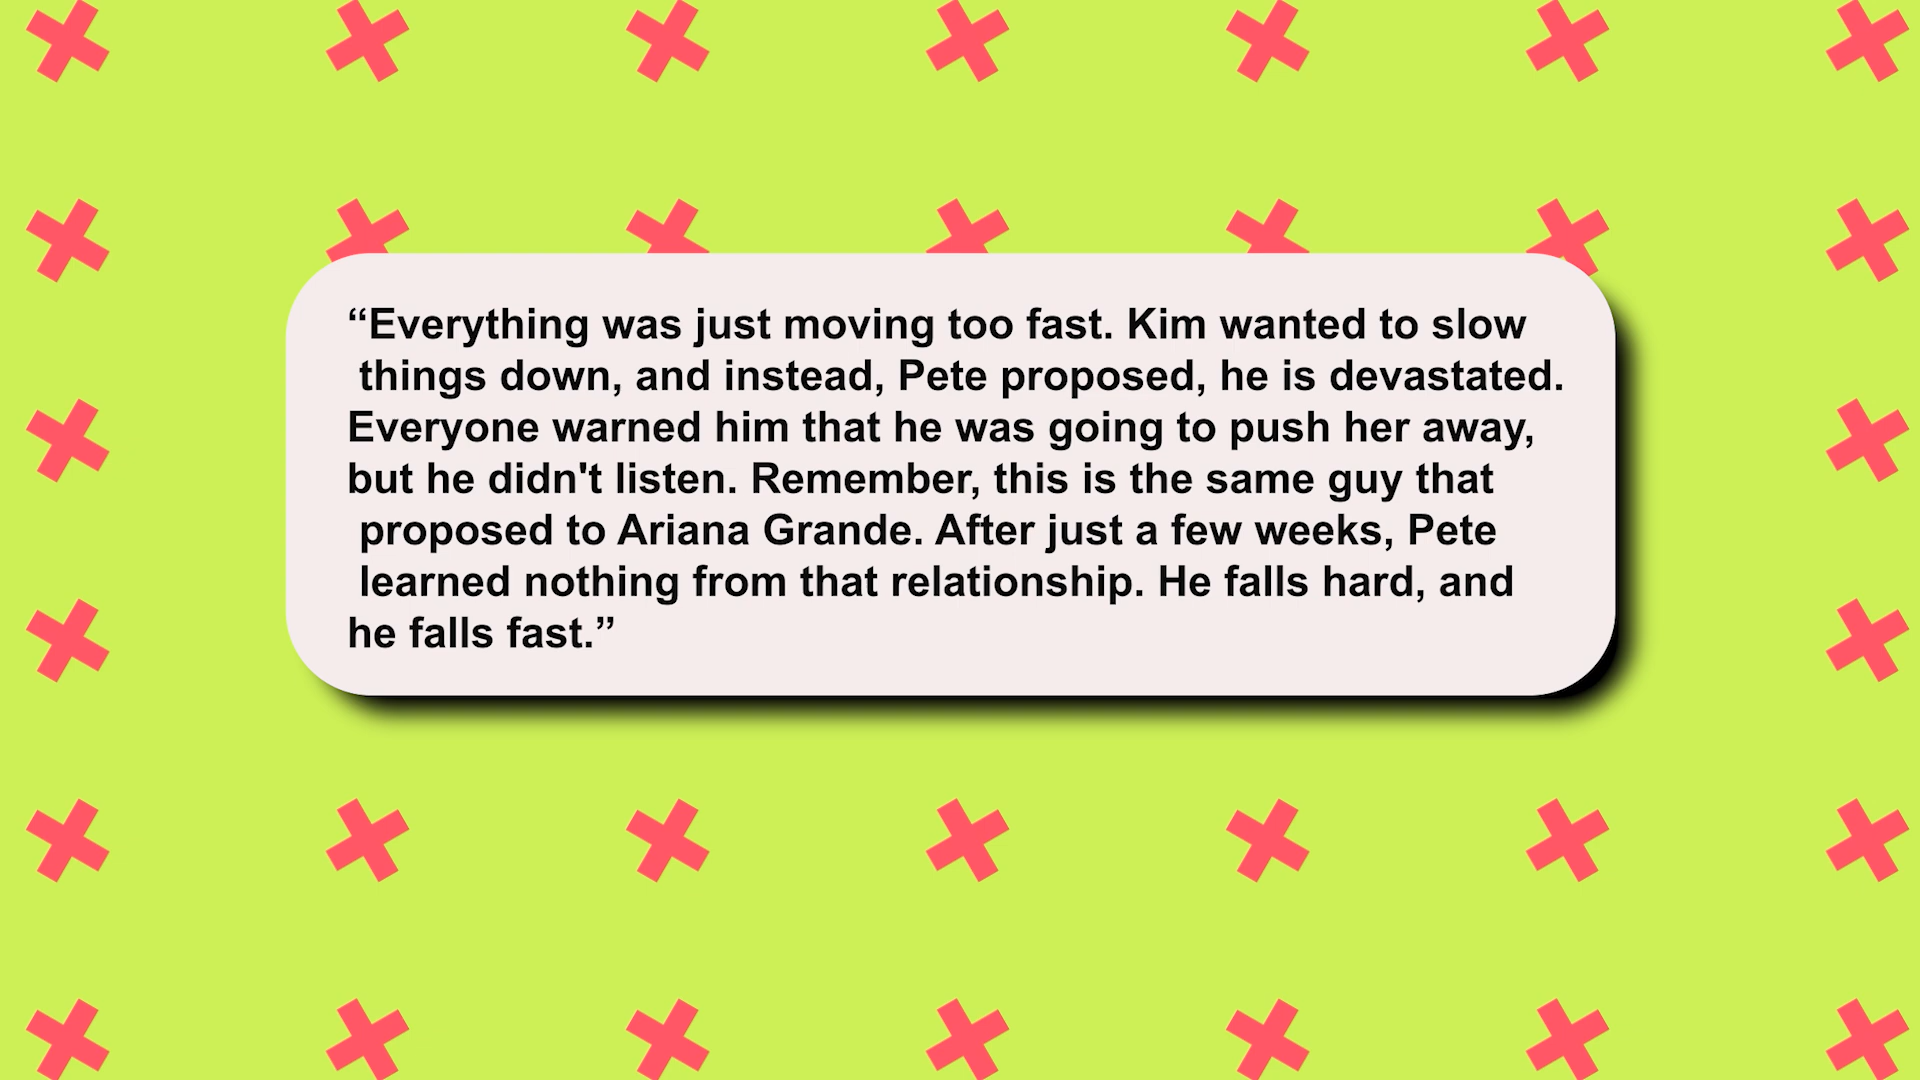 “Everything was just moving too fast. Kim wanted to slow
things down, and instead, Pete proposed, he is devastated.
Everyone warned him that he was going to push her away,
but he didn't listen. Remember, this is the same guy that
proposed to Ariana Grande. After just a few weeks, Pete
learned nothing from that relationship. He falls hard, and
he falls fast.”